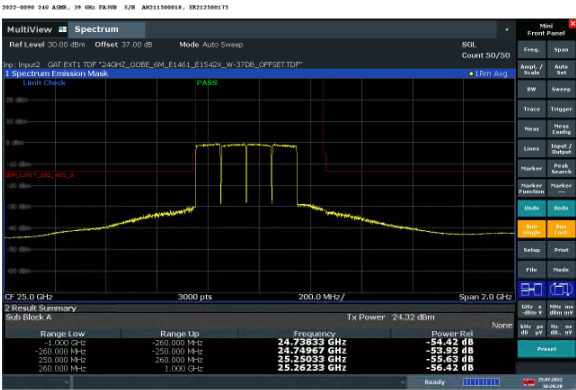 2022-0090 24G ASMR, 39 GHz FA3UB S/N AH211500010, YK212500175
MultiView Spectrum
Mini Front Panel
Ref Level 30.00 dBm Offset 37.00 dB Mode Auto Sweep SGL
Count 50/50
Inp: Input2 GAT:EXT1 TDF "24GHZ_OOBE_6M_E1461_E1542X_W-37DB_OFFSET.TDF"
1 Spectrum Emission Mask 1Rm Avg
Limit Check PASS
CF 25.0 GHz 3000 pts 200.0 MHz/ Span 2.0 GHz
2 Result Summary
Sub Block A Tx Power 24.32 dBm
None
Range Low Range Up Frequency Power Rel
-1.000 GHz -260.000 MHz 24.73833 GHz -54.42 dB
-260.000 MHz -250.000 MHz 24.74967 GHz -53.93 dB
250.000 MHz 260.000 MHz 25.25033 GHz -55.63 dB
260.000 MHz 1.000 GHz 25.26233 GHz -56.42 dB
Ready
Freq. Span
Ampt. / Scale Auto Set
BW Sweep
Trace Trigger
Meas Meas Config
Lines Input / Output
Marker Peak Search
Marker Function Marker
Undo Redo
Run Single Run Cont.
Setup Print
File Mode
Preset